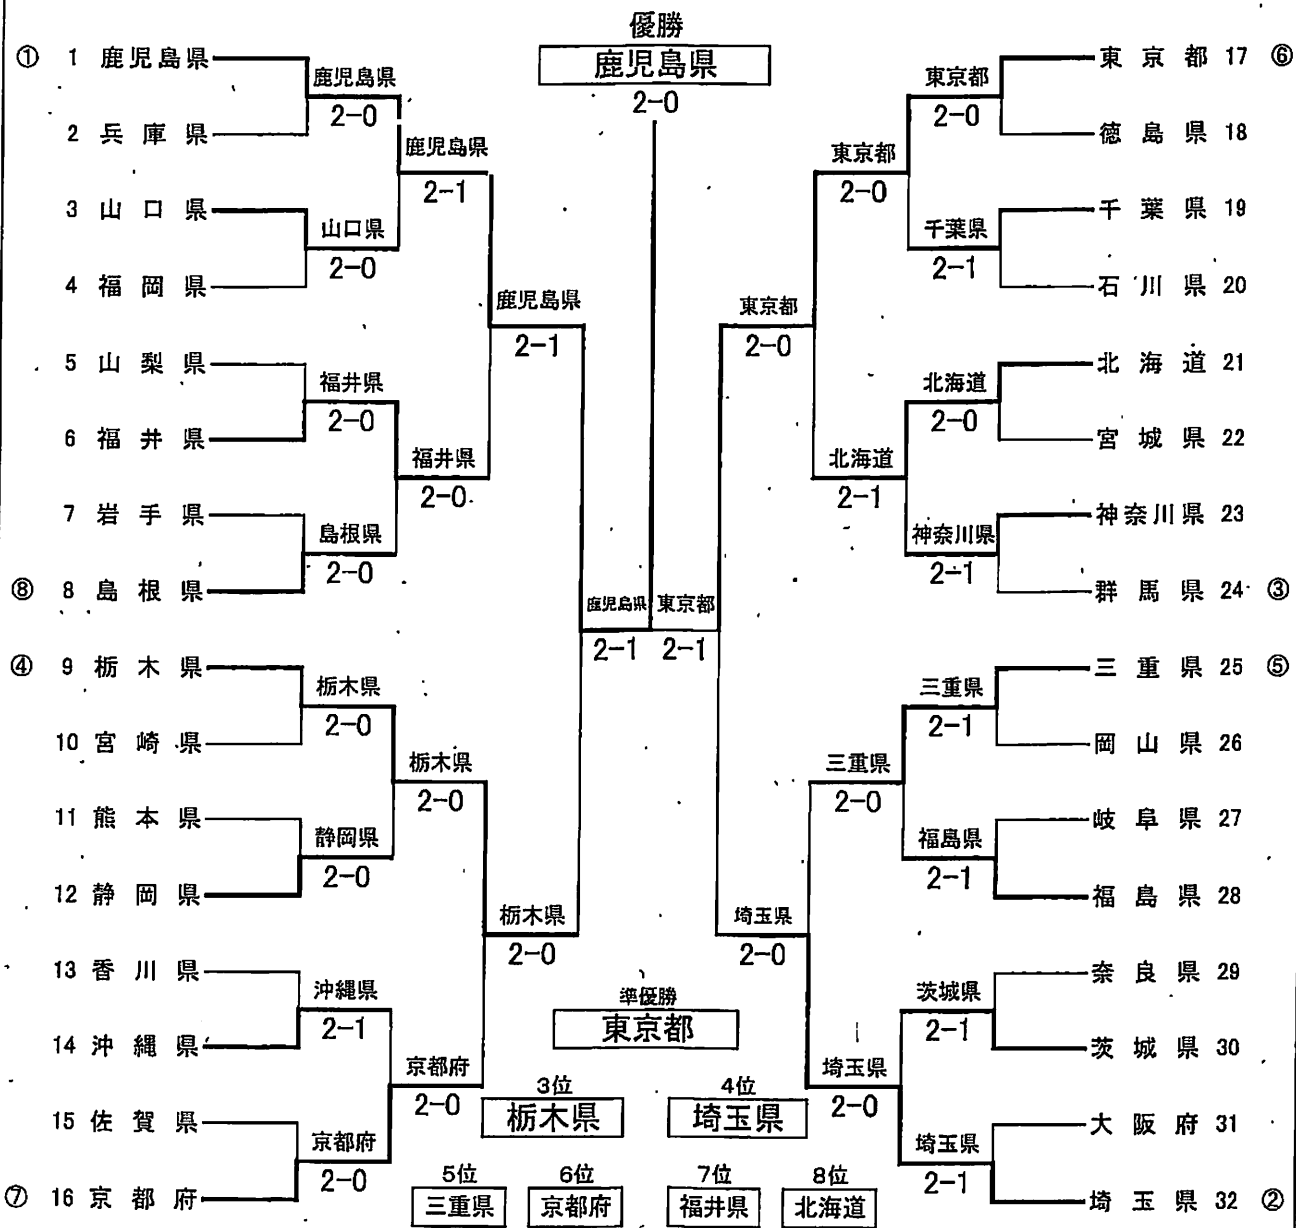 優勝
鹿児島県
2-0
① 1 鹿児島県
2 兵庫県
3 山口県
4 福岡県
5 山梨県
6 福井県
7 岩手県
⑧ 8 島根県
④ 9 栃木県
10 宮崎県
11 熊本県
12 静岡県
13 香川県
14 沖縄県
15 佐賀県
⑦ 16 京都府
鹿児島県
2-0
山口県
2-0
福井県
2-0
島根県
2-0
栃木県
2-0
静岡県
2-0
沖縄県
2-1
京都府
2-0
鹿児島県
2-1
福井県
2-0
栃木県
2-0
京都府
2-0
鹿児島県
2-1
栃木県
2-0
鹿児島県
2-1
東京都
2-1
東京都
2-0
埼玉県
2-0
東京都
2-0
北海道
2-1
三重県
2-0
埼玉県
2-0
東京都
2-0
千葉県
2-1
北海道
2-0
神奈川県
2-1
三重県
2-1
福島県
2-1
茨城県
2-1
埼玉県
2-1
東京都 17 ⑥
徳島県 18
千葉県 19
石川県 20
北海道 21
宮城県 22
神奈川県 23
群馬県 24 ③
三重県 25 ⑤
岡山県 26
岐阜県 27
福島県 28
奈良県 29
茨城県 30
大阪府 31
埼玉県 32 ②
準優勝
東京都
3位
栃木県
4位
埼玉県
5位
三重県
6位
京都府
7位
福井県
8位
北海道